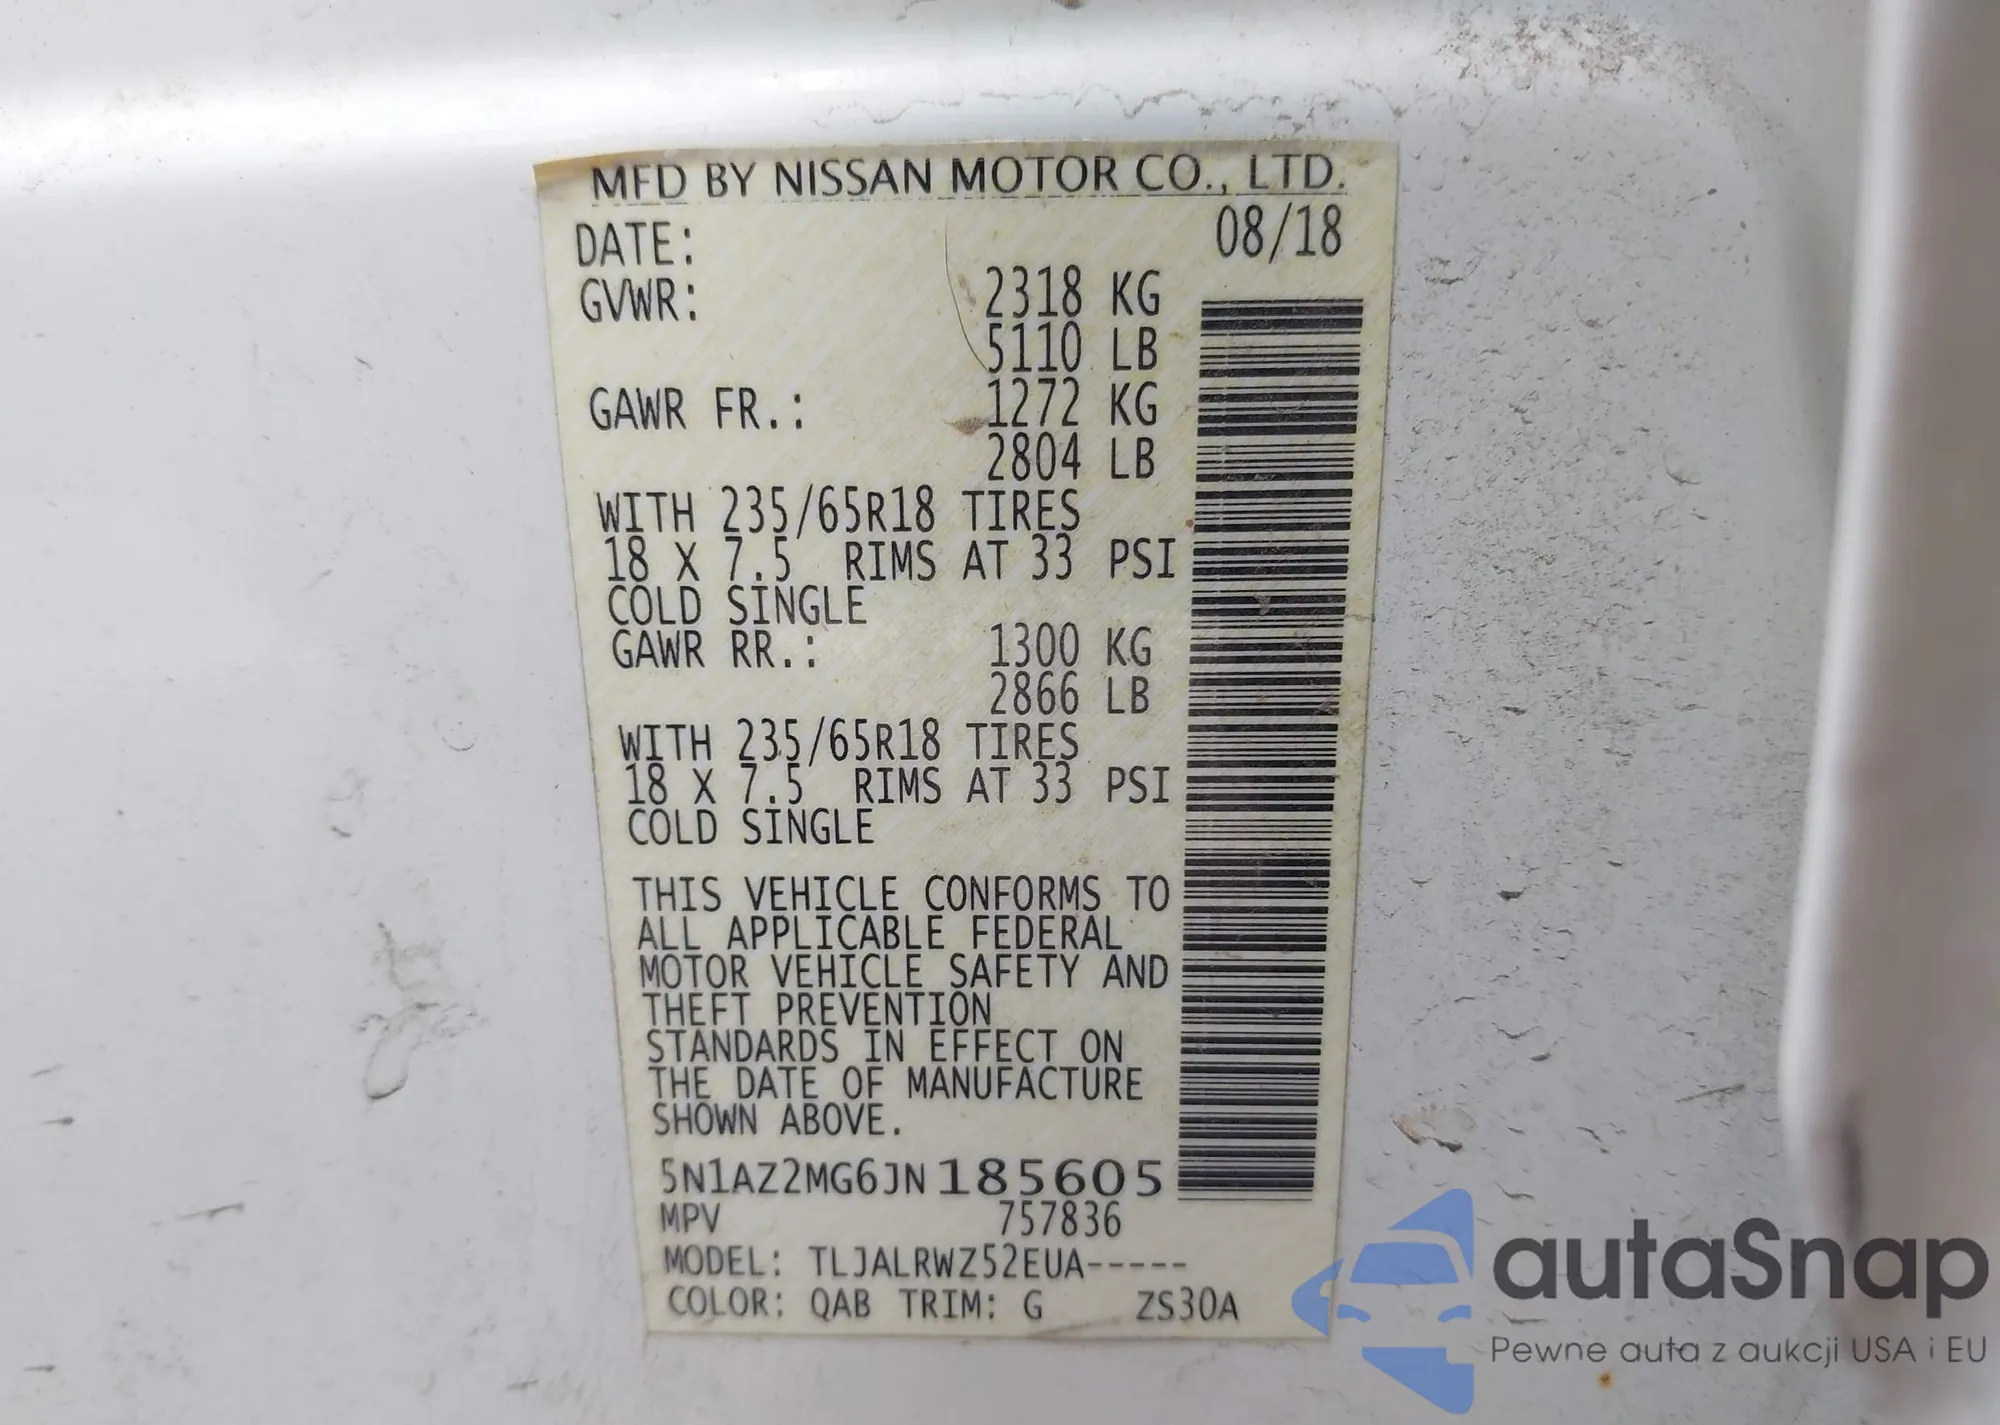 MFD BY NISSAN MOTOR CO., LTD.
DATE: 08/18
GVWR: 2318 KG
5110 LB
GAWR FR.: 1272 KG
2804 LB
WITH 235/65R18 TIRES
18 X 7.5 RIMS AT 33 PSI
COLD SINGLE
GAWR RR.: 1300 KG
2866 LB
WITH 235/65R18 TIRES
18 X 7.5 RIMS AT 33 PSI
COLD SINGLE
THIS VEHICLE CONFORMS TO
ALL APPLICABLE FEDERAL
MOTOR VEHICLE SAFETY AND
THEFT PREVENTION
STANDARDS IN EFFECT ON
THE DATE OF MANUFACTURE
SHOWN ABOVE.
5N1AZ2MG6JN185605
MPV 757836
MODEL: TLJALRWZ52EUA-----
COLOR: QAB TRIM: G ZS30A
autaSnap
Pewne auta z aukcji USA i EU